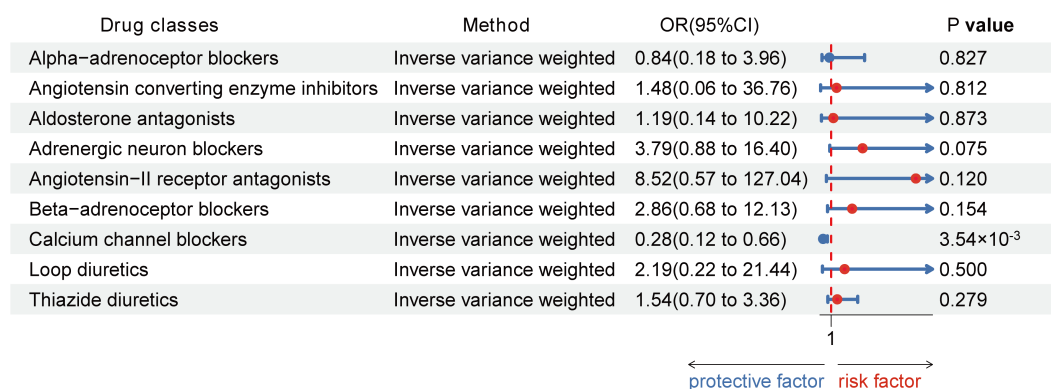 Drug classes Method OR(95%CI) P value
Alpha−adrenoceptor blockers Inverse variance weighted 0.84(0.18 to 3.96) 0.827
Angiotensin converting enzyme inhibitors Inverse variance weighted 1.48(0.06 to 36.76) 0.812
Aldosterone antagonists Inverse variance weighted 1.19(0.14 to 10.22) 0.873
Adrenergic neuron blockers Inverse variance weighted 3.79(0.88 to 16.40) 0.075
Angiotensin−II receptor antagonists Inverse variance weighted 8.52(0.57 to 127.04) 0.120
Beta−adrenoceptor blockers Inverse variance weighted 2.86(0.68 to 12.13) 0.154
Calcium channel blockers Inverse variance weighted 0.28(0.12 to 0.66) 3.54×10⁻³
Loop diuretics Inverse variance weighted 2.19(0.22 to 21.44) 0.500
Thiazide diuretics Inverse variance weighted 1.54(0.70 to 3.36) 0.279
1
protective factor risk factor